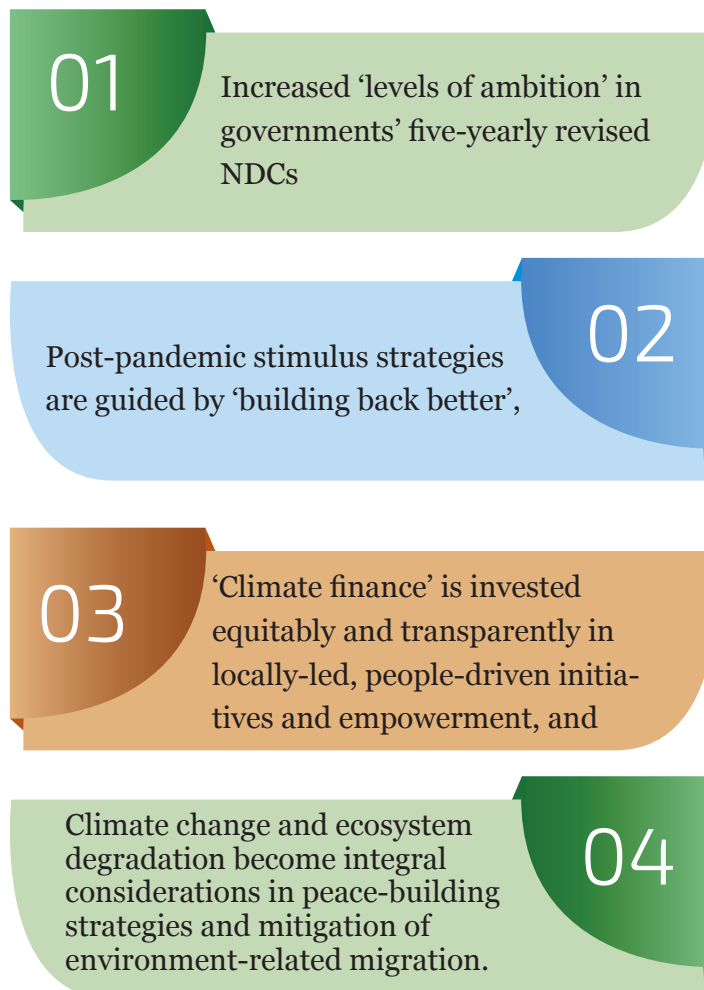 01
Increased ‘levels of ambition’ in
governments’ five-yearly revised
NDCs
02
Post-pandemic stimulus strategies
are guided by ‘building back better’,
03
‘Climate finance’ is invested
equitably and transparently in
locally-led, people-driven initia-
tives and empowerment, and
04
Climate change and ecosystem
degradation become integral
considerations in peace-building
strategies and mitigation of
environment-related migration.